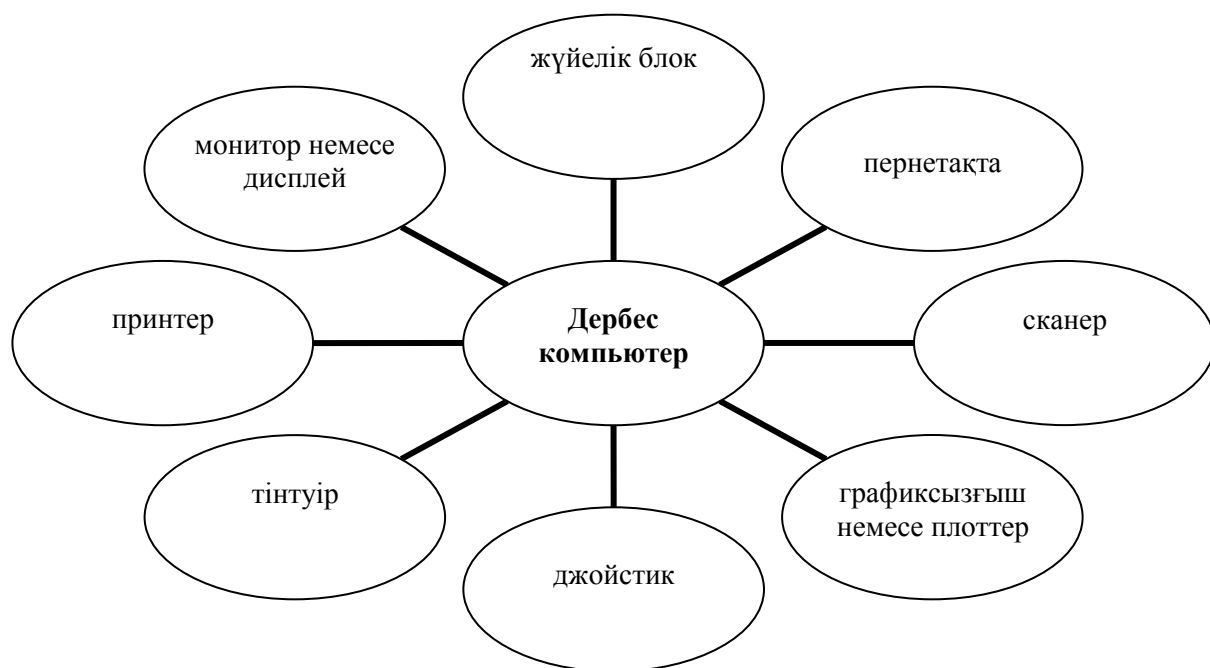 жүйелік блок
монитор немесе
дисплей
пернетақта
принтер
Дербес
компьютер
сканер
тінтуір
графиксызғыш
немесе плоттер
джойстик